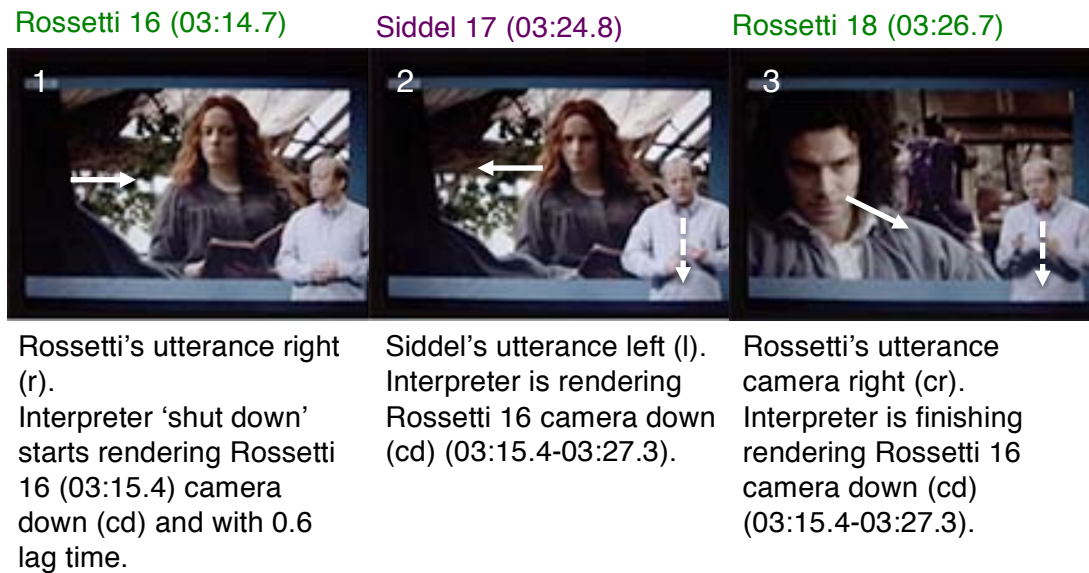 Rossetti 16 (03:14.7)
Siddel 17 (03:24.8)
Rossetti 18 (03:26.7)
1
2
3
Rossetti’s utterance right
(r).
Interpreter ‘shut down’
starts rendering Rossetti
16 (03:15.4) camera
down (cd) and with 0.6
lag time.
Siddel’s utterance left (l).
Interpreter is rendering
Rossetti 16 camera down
(cd) (03:15.4-03:27.3).
Rossetti’s utterance
camera right (cr).
Interpreter is finishing
rendering Rossetti 16
camera down (cd)
(03:15.4-03:27.3).